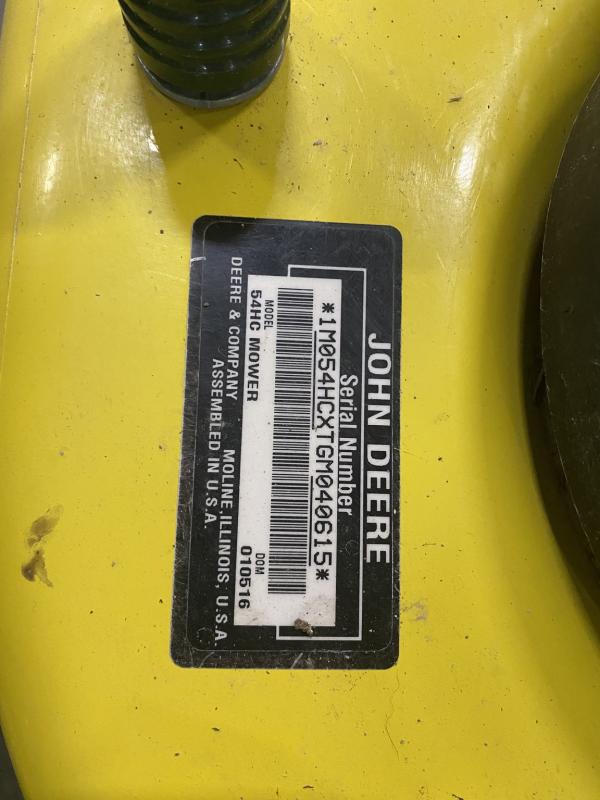 JOHN DEERE
Serial Number
*1M054HCXTGM040615*
MODEL
54HC MOWER
DOM
010516
DEERE & COMPANY MOLINE, ILLINOIS, U.S.A.
ASSEMBLED IN U.S.A.